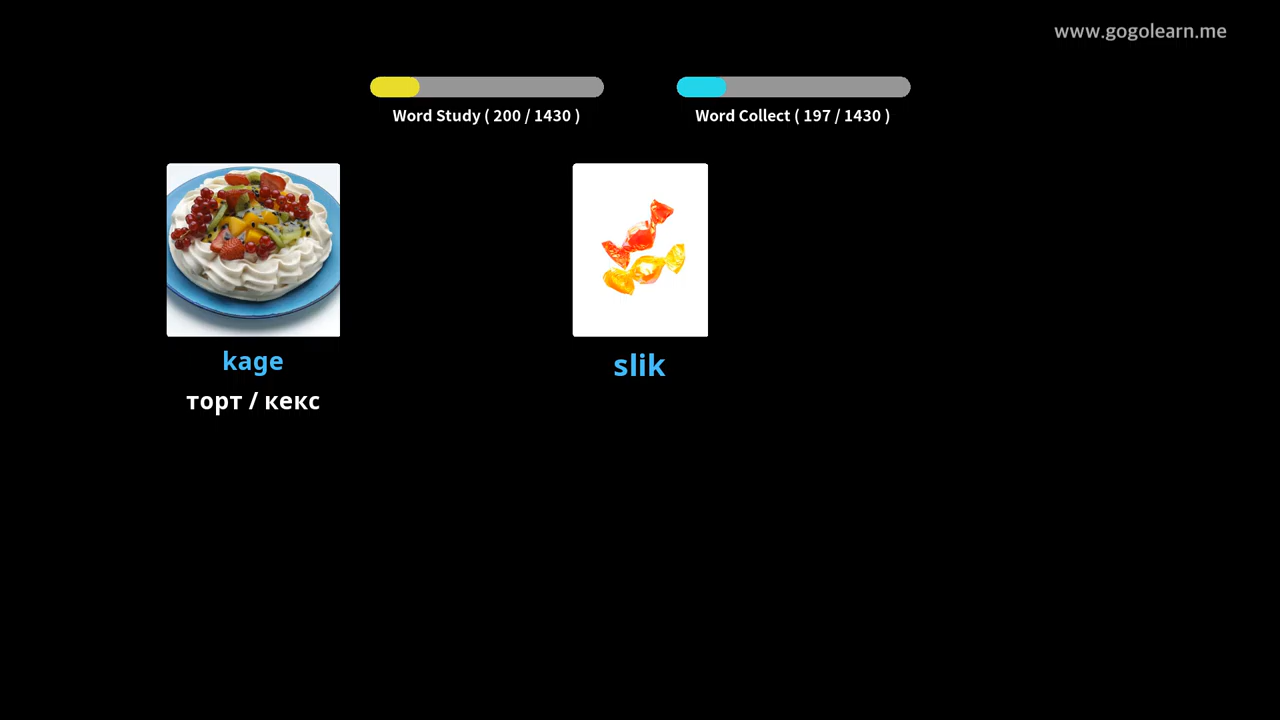 www.gogolearn.me
Word Study ( 200 / 1430 )
Word Collect ( 197 / 1430 )
kage
торт / кекс
slik